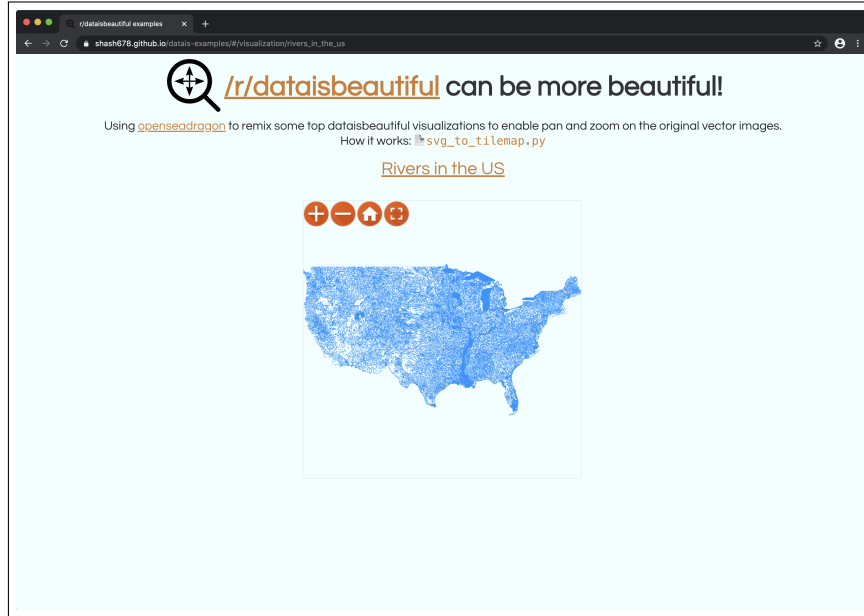 r/dataisbeautiful examples
shash678.github.io/datais-examples/#/visualization/rivers_in_the_us
/r/dataisbeautiful can be more beautiful!
Using openseadragon to remix some top dataisbeautiful visualizations to enable pan and zoom on the original vector images.
How it works: svg_to_tilemap.py
Rivers in the US